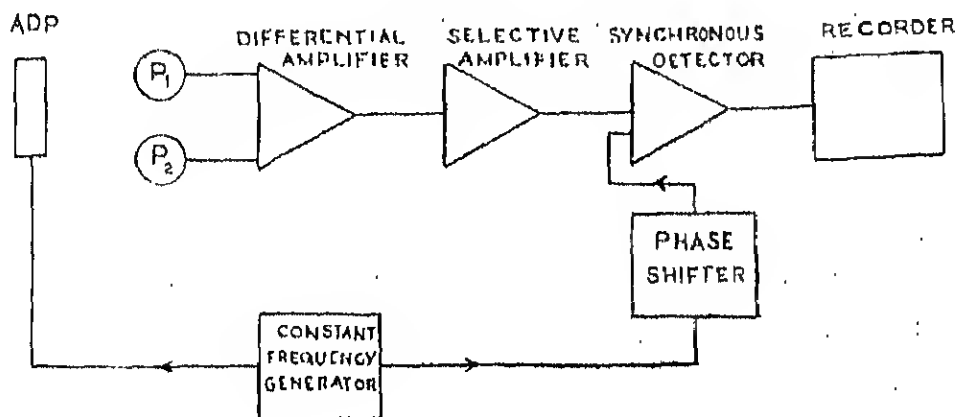 ADP
DIFFERENTIAL
AMPLIFIER
SELECTIVE
AMPLIFIER
SYNCHRONOUS
DETECTOR
RECORDER
P1
P2
PHASE
SHIFTER
CONSTANT
FREQUENCY
GENERATOR